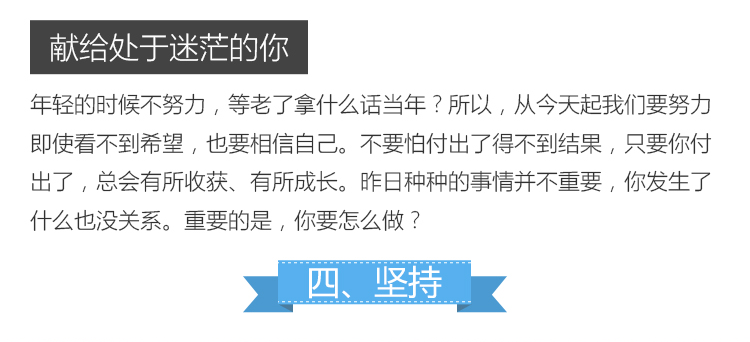 献给处于迷茫的你
年轻的时候不努力，等老了拿什么话当年？所以，从今天起我们要努力
即使看不到希望，也要相信自己。不要怕付出了得不到结果，只要你付
出了，总会有所收获、有所成长。昨日种种的事情并不重要，你发生了
什么也没关系。重要的是，你要怎么做？
四、坚持